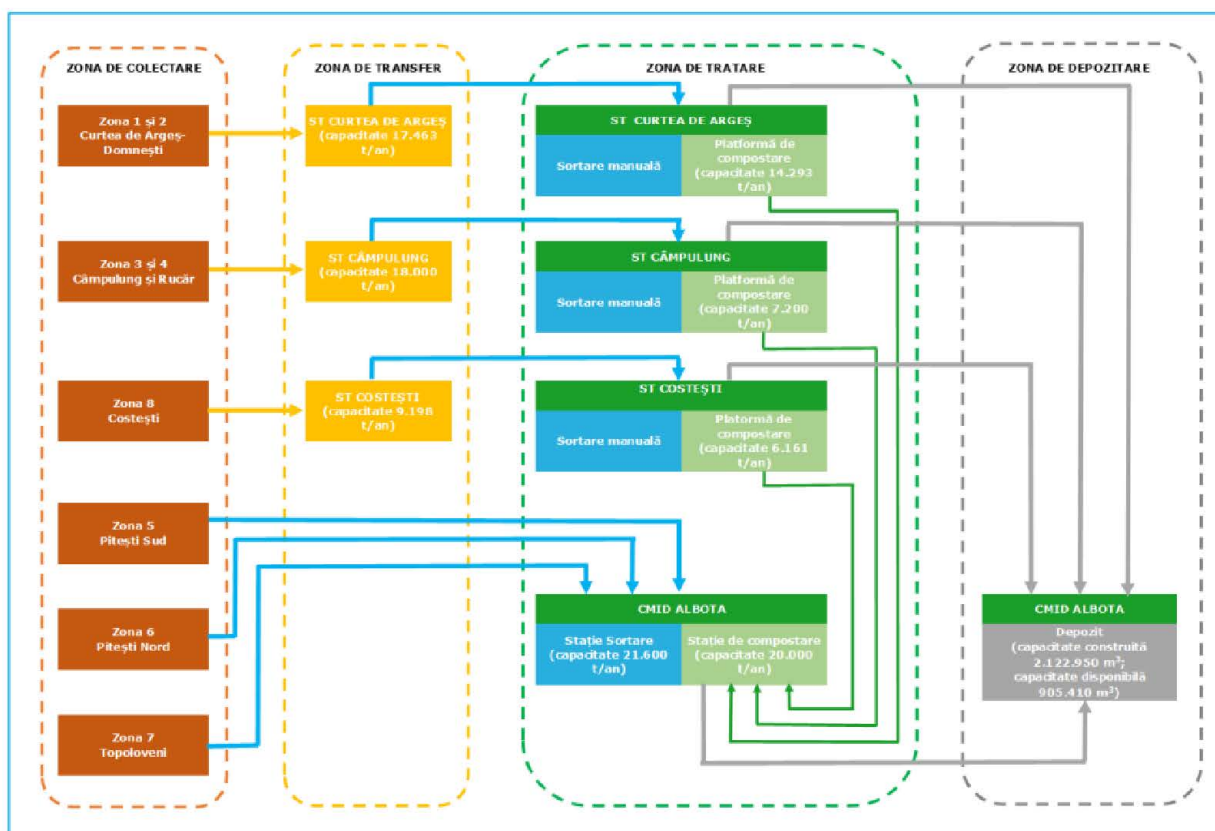 ZONA DE COLECTARE
ZONA DE TRANSFER
ZONA DE TRATARE
ZONA DE DEPOZITARE
Zona 1 și 2
Curtea de Argeș-
Domnești
ST CURTEA DE ARGEȘ
(capacitate 17.463
t/an)
ST CURTEA DE ARGEȘ
Sortare manuală
Platformă de
compostare
(capacitate 14.293
t/an)
Zona 3 și 4
Câmpulung și Rucăr
ST CÂMPULUNG
(capacitate 18.000
t/an)
ST CÂMPULUNG
Sortare manuală
Platformă de
compostare
(capacitate 7.200
t/an)
Zona 8
Costești
ST COSTEȘTI
(capacitate 9.198
t/an)
ST COSTEȘTI
Sortare manuală
Platormă de
compostare
(capacitate 6.161
t/an)
Zona 5
Pitești Sud
Zona 6
Pitești Nord
Zona 7
Topoloveni
CMID ALBOTA
Stație Sortare
(capacitate 21.600
t/an)
Stație de compostare
(capacitate 20.000
t/an)
CMID ALBOTA
Depozit
(capacitate construită
2.122.950 m³;
capacitate disponibilă
905.410 m³)